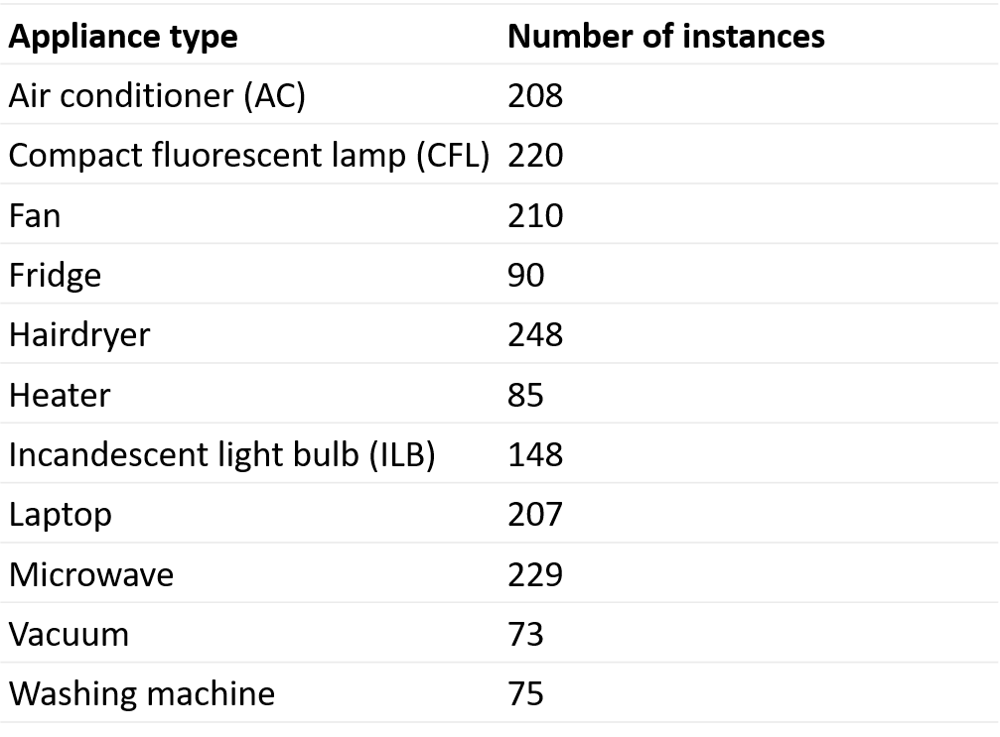 Appliance type Number of instances
Air conditioner (AC) 208
Compact fluorescent lamp (CFL) 220
Fan 210
Fridge 90
Hairdryer 248
Heater 85
Incandescent light bulb (ILB) 148
Laptop 207
Microwave 229
Vacuum 73
Washing machine 75